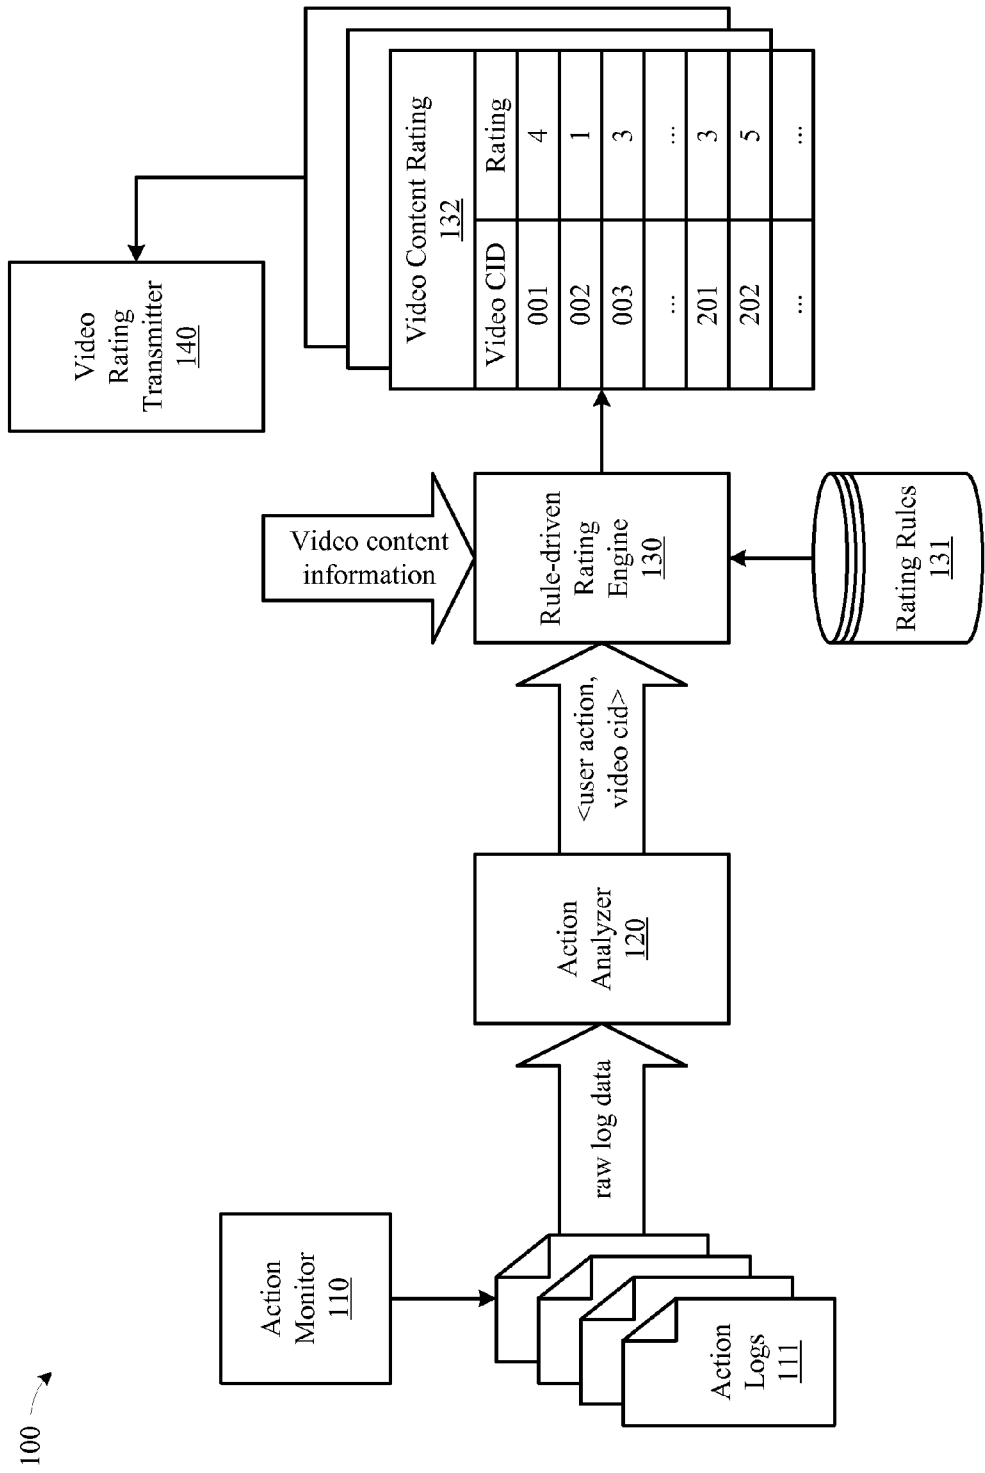 100
Action
Monitor
110
Action
Logs
111
raw log data
Action
Analyzer
120
<user action,
video cid>
Video content
information
Rule-driven
Rating
Engine
130
Rating Rules
131
Video
Rating
Transmitter
140
Video Content Rating
132
Video CID Rating
001 4
002 1
003 3
... ...
201 3
202 5
... ...